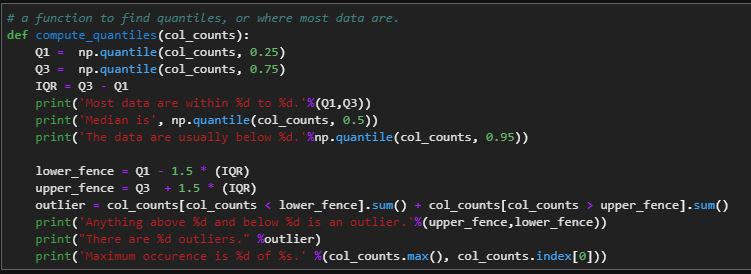 # a function to find quantiles, or where most data are.
def compute_quantiles(col_counts):
    Q1 =  np.quantile(col_counts, 0.25)
    Q3 =  np.quantile(col_counts, 0.75)
    IQR = Q3 - Q1
    print('Most data are within %d to %d.'%(Q1,Q3))
    print('Median is', np.quantile(col_counts, 0.5))
    print('The data are usually below %d.'%np.quantile(col_counts, 0.95))

    lower_fence = Q1 - 1.5 * (IQR)
    upper_fence = Q3  + 1.5 * (IQR)
    outlier = col_counts[col_counts < lower_fence].sum() + col_counts[col_counts > upper_fence].sum()
    print('Anything above %d and below %d is an outlier.'%(upper_fence,lower_fence))
    print("There are %d outliers." %outlier)
    print('Maximum occurence is %d of %s.' %(col_counts.max(), col_counts.index[0]))